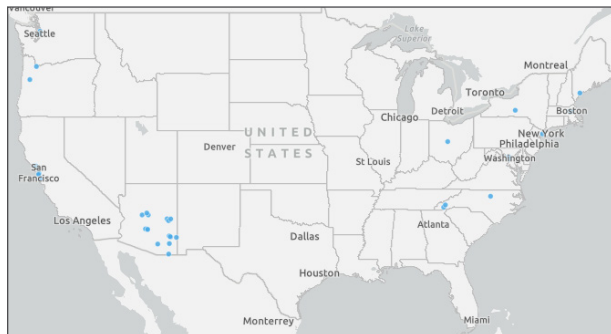 Vancouver
Seattle
Lake
Superior
Montreal
Toronto
Detroit
Boston
Chicago
New York
Philadelphia
UNITED
STATES
Denver
St Louis
Washington
San
Francisco
Los Angeles
Atlanta
Dallas
Houston
Monterrey
Miami